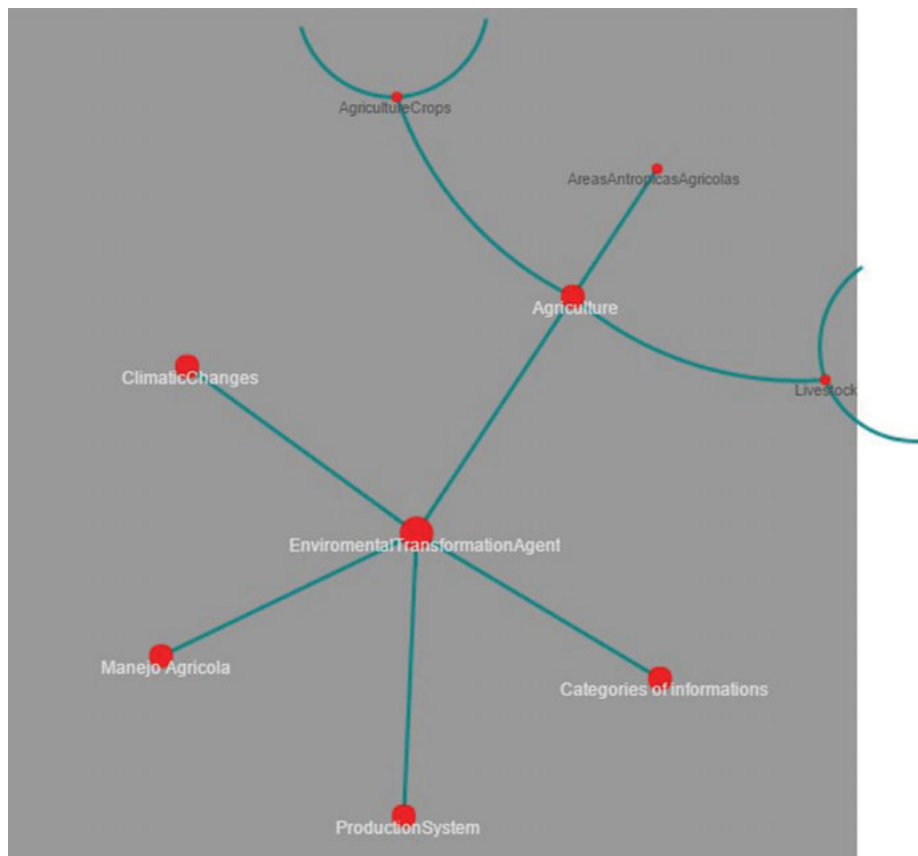 AgricultureCrops
AreasAntropicasAgricolas
Agriculture
ClimaticChanges
Livestock
EnviromentalTransformationAgent
Manejo Agricola
Categories of informations
ProductionSystem